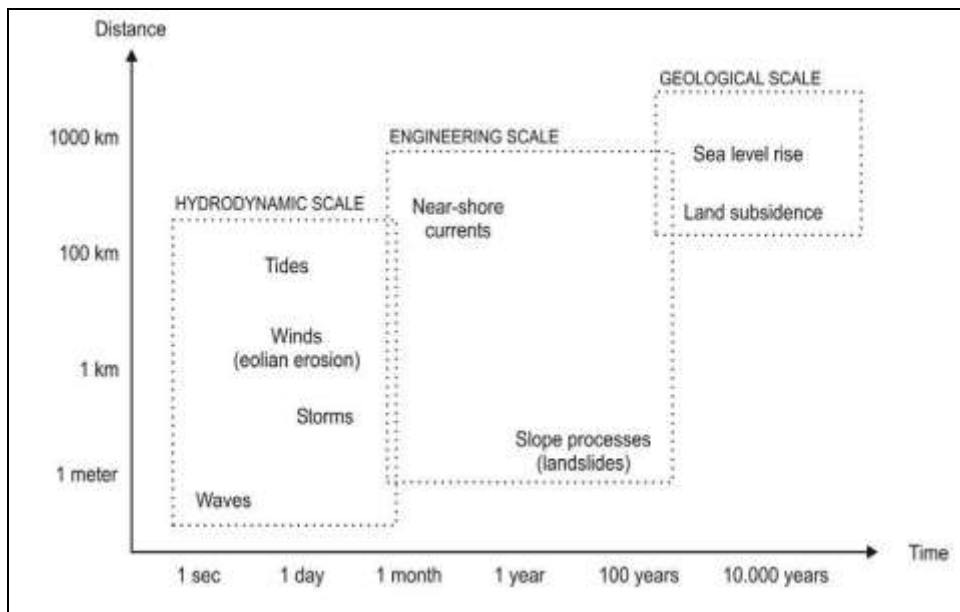 Distance
GEOLOGICAL SCALE
1000 km
ENGINEERING SCALE
Sea level rise
HYDRODYNAMIC SCALE
Near-shore
currents
Land subsidence
100 km
Tides
Winds
(eolian erosion)
1 km
Storms
Slope processes
(landslides)
1 meter
Waves
Time
1 sec
1 day
1 month
1 year
100 years
10.000 years